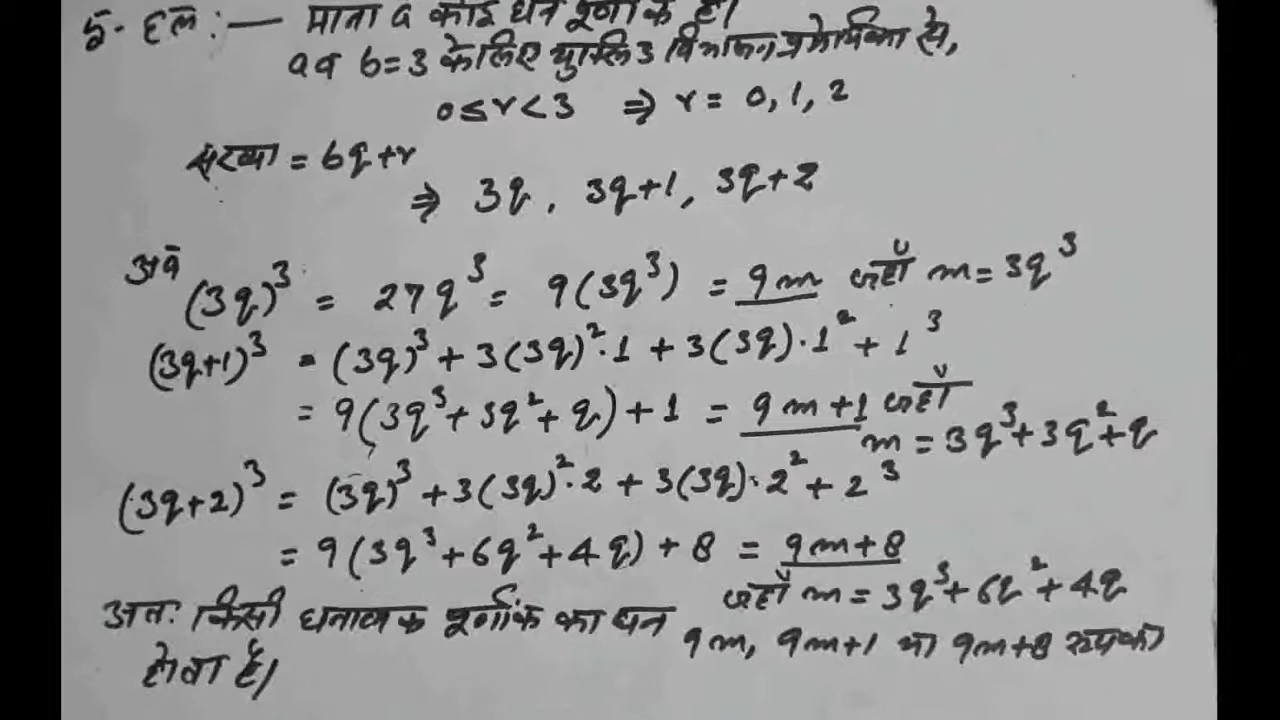 5. हल :— माना a कोई धन पूर्णांक है।
a व b = 3 के लिए युक्लिड विभाजन प्रमेयिका से,
0 ≤ r < 3 ⇒ r = 0, 1, 2
संख्या = bq + r
⇒ 3q, 3q+1, 3q+2
अब (3q)³ = 27q³ = 9(3q³) = 9m जहाँ m = 3q³
(3q+1)³ = (3q)³ + 3(3q)²·1 + 3(3q)·1² + 1³
= 9(3q³ + 3q² + q) + 1 = 9m+1 जहाँ
m = 3q³+3q²+q
(3q+2)³ = (3q)³ + 3(3q)²·2 + 3(3q)·2² + 2³
= 9(3q³+6q²+4q) + 8 = 9m+8
जहाँ m = 3q³+6q²+4q
अतः किसी धनात्मक पूर्णांक का घन 9m, 9m+1 या 9m+8 रूप का
होता है।